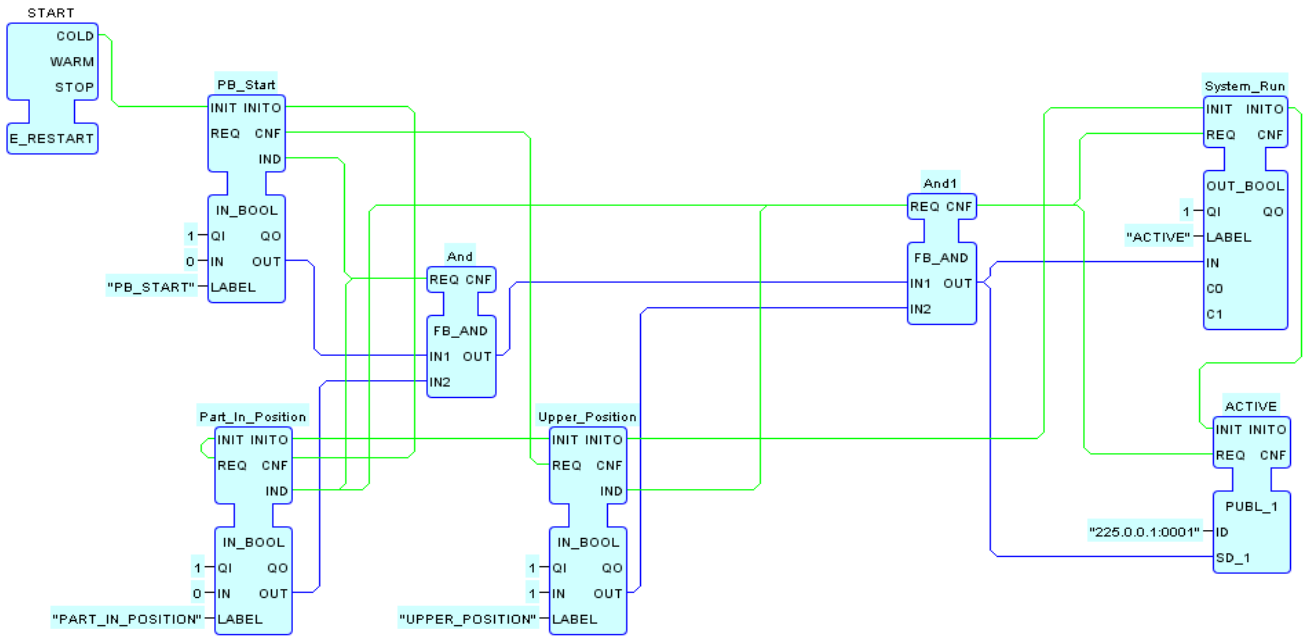 START
COLD
WARM
STOP
E_RESTART
PB_Start
INIT INITO
REQ CNF
IND
IN_BOOL
1 QI QO
0 IN OUT
"PB_START" LABEL
And
REQ CNF
FB_AND
IN1 OUT
IN2
Part_In_Position
INIT INITO
REQ CNF
IND
IN_BOOL
1 QI QO
0 IN OUT
"PART_IN_POSITION" LABEL
Upper_Position
INIT INITO
REQ CNF
IND
IN_BOOL
1 QI QO
1 IN OUT
"UPPER_POSITION" LABEL
And1
REQ CNF
FB_AND
IN1 OUT
IN2
System_Run
INIT INITO
REQ CNF
OUT_BOOL
1 QI QO
"ACTIVE" LABEL
IN
C0
C1
ACTIVE
INIT INITO
REQ CNF
PUBL_1
"225.0.0.1:0001" ID
SD_1